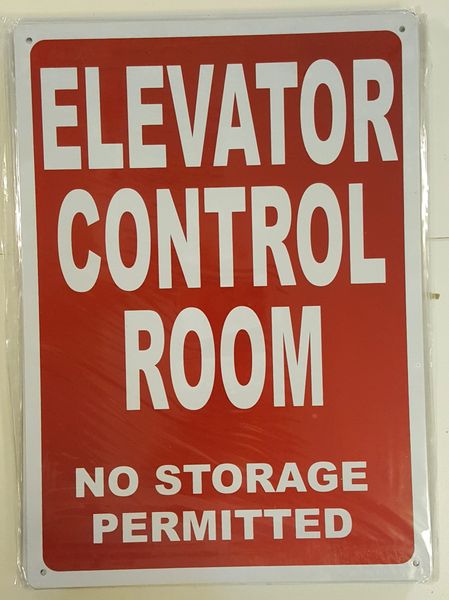 ELEVATOR
CONTROL
ROOM
NO STORAGE
PERMITTED